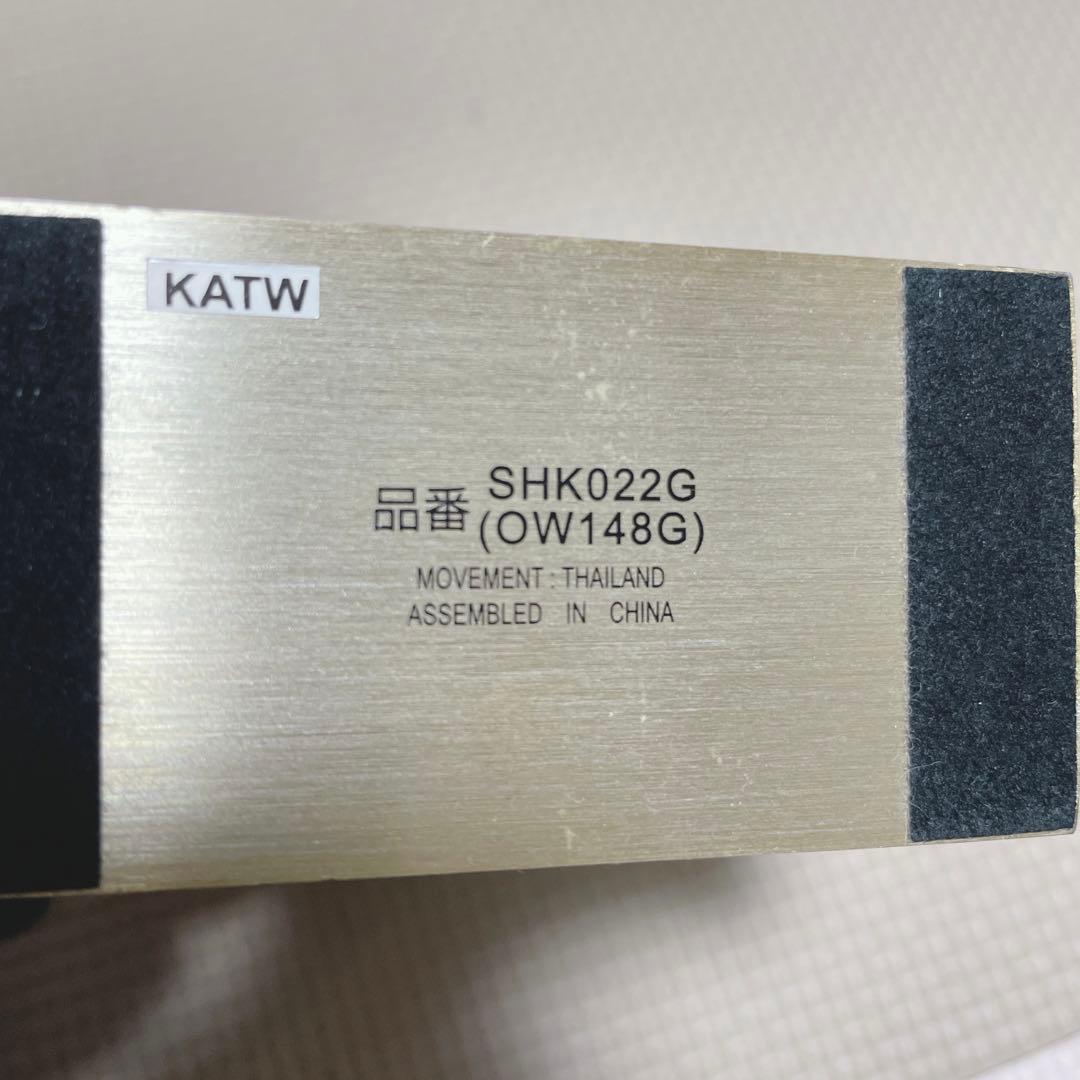 KATW
品番 SHK022G
(OW148G)
MOVEMENT : THAILAND
ASSEMBLED IN CHINA